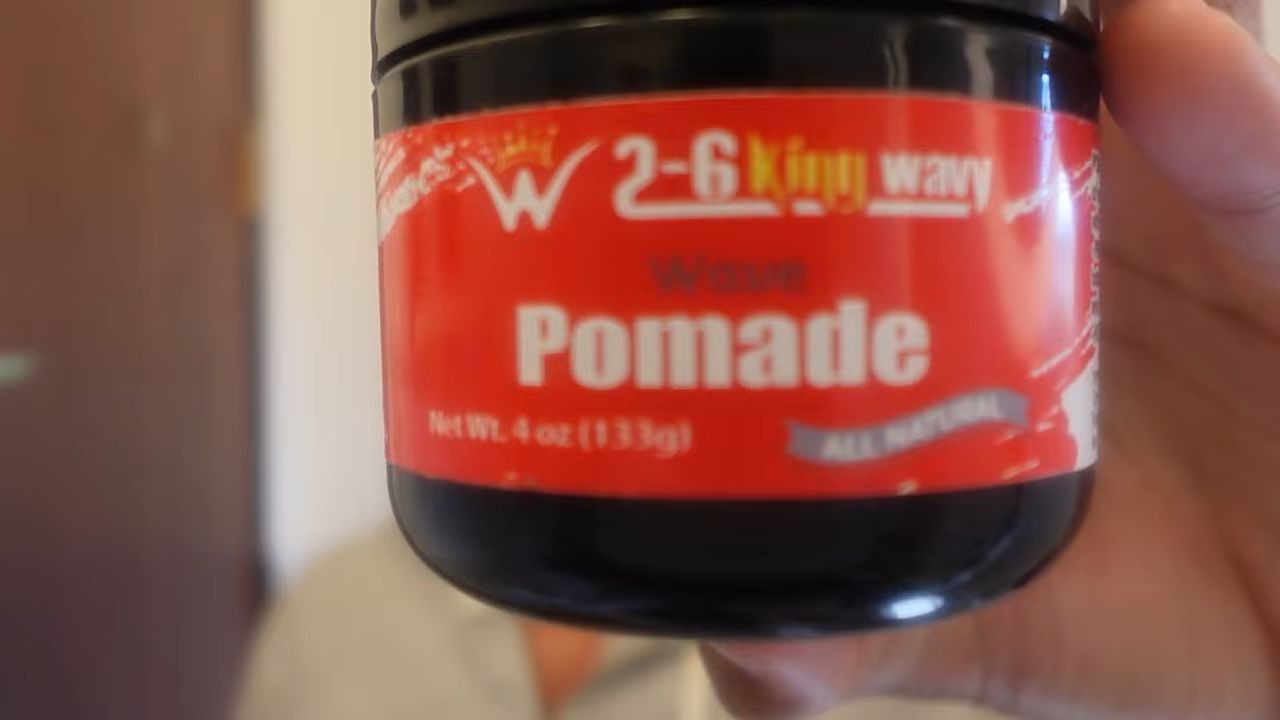 W 2-6 King wavy
Wave
Pomade
Net Wt. 4 oz (133g)
ALL NATURAL